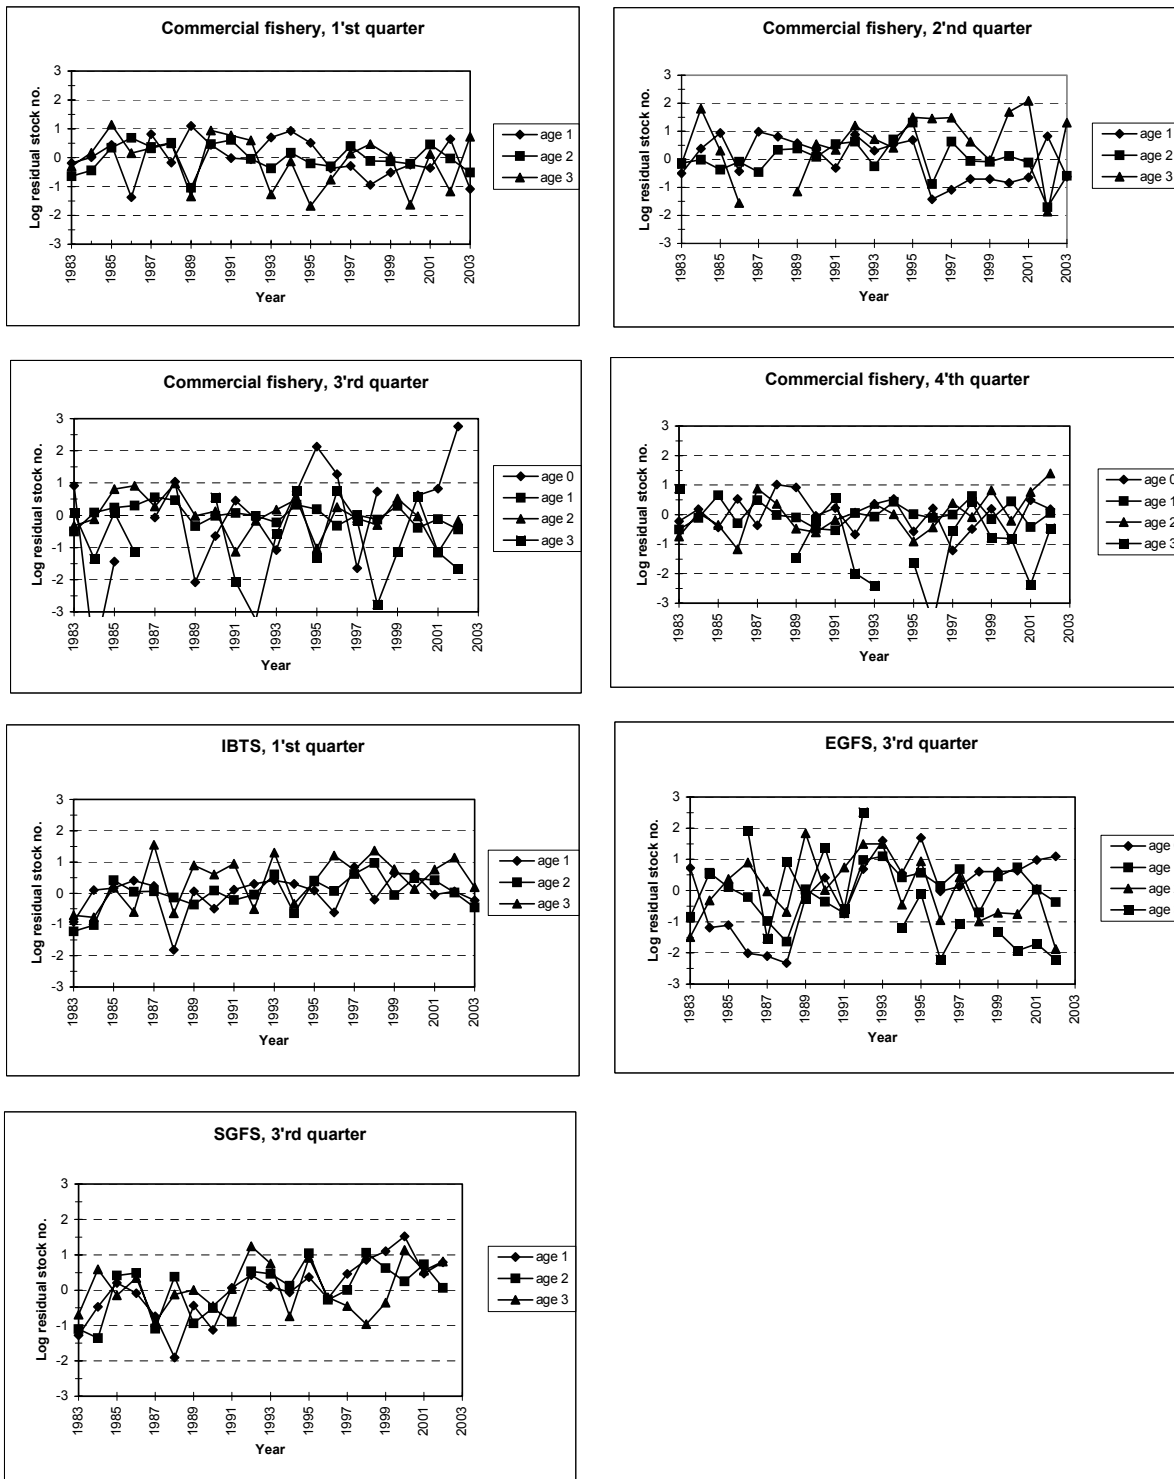 Commercial fishery, 1'st quarter
Log residual stock no.
3
2
1
0
-1
-2
-3
1983
1985
1987
1989
1991
1993
1995
1997
1999
2001
2003
Year
age 1
age 2
age 3
Commercial fishery, 2'nd quarter
Log residual stock no.
3
2
1
0
-1
-2
-3
1983
1985
1987
1989
1991
1993
1995
1997
1999
2001
2003
Year
age 1
age 2
age 3
Commercial fishery, 3'rd quarter
Log residual stock no.
3
2
1
0
-1
-2
-3
1983
1985
1987
1989
1991
1993
1995
1997
1999
2001
2003
Year
age 0
age 1
age 2
age 3
Commercial fishery, 4'th quarter
Log residual stock no.
3
2
1
0
-1
-2
-3
1983
1985
1987
1989
1991
1993
1995
1997
1999
2001
2003
Year
age 0
age 1
age 2
age 3
IBTS, 1'st quarter
Log residual stock no.
3
2
1
0
-1
-2
-3
1983
1985
1987
1989
1991
1993
1995
1997
1999
2001
2003
Year
age 1
age 2
age 3
EGFS, 3'rd quarter
Log residual stock no.
3
2
1
0
-1
-2
-3
1983
1985
1987
1989
1991
1993
1995
1997
1999
2001
2003
Year
age
age
age
age
SGFS, 3'rd quarter
Log residual stock no.
3
2
1
0
-1
-2
-3
1983
1985
1987
1989
1991
1993
1995
1997
1999
2001
2003
Year
age 1
age 2
age 3